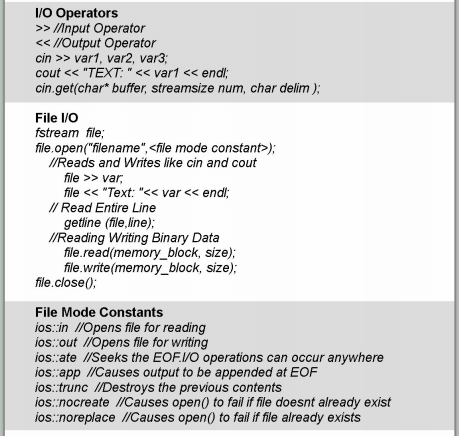 I/O Operators
>> //Input Operator
<< //Output Operator
cin >> var1, var2, var3;
cout << "TEXT: " << var1 << endl;
cin.get(char* buffer, streamsize num, char delim );
File I/O
fstream file;
file.open("filename",<file mode constant>);
//Reads and Writes like cin and cout
file >> var;
file << "Text: "<< var << endl;
// Read Entire Line
getline (file,line);
//Reading Writing Binary Data
file.read(memory_block, size);
file.write(memory_block, size);
file.close();
File Mode Constants
ios::in //Opens file for reading
ios::out //Opens file for writing
ios::ate //Seeks the EOF.I/O operations can occur anywhere
ios::app //Causes output to be appended at EOF
ios::trunc //Destroys the previous contents
ios::nocreate //Causes open() to fail if file doesnt already exist
ios::noreplace //Causes open() to fail if file already exists